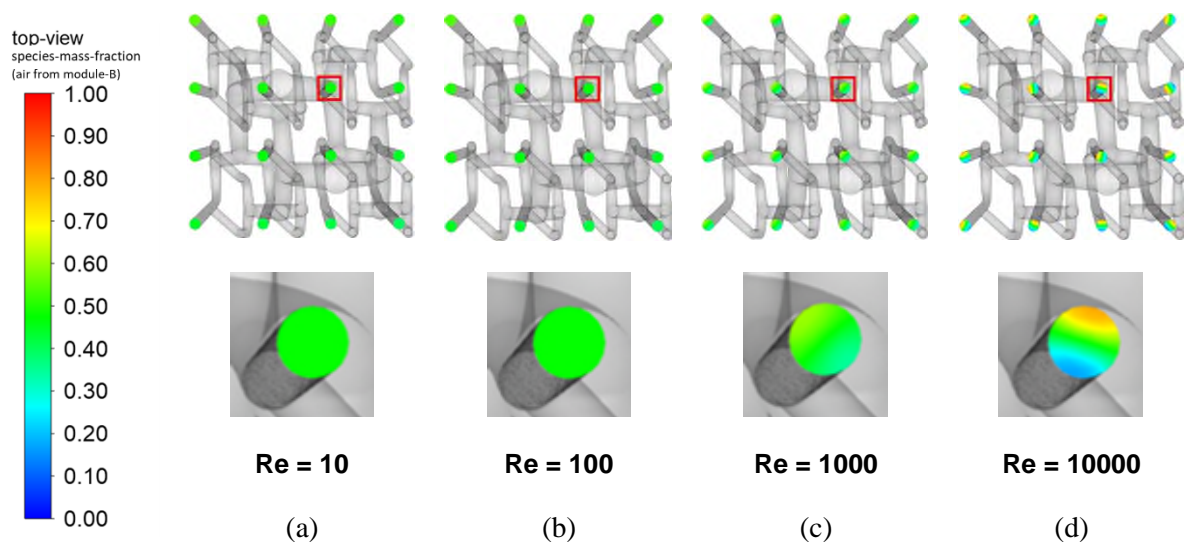 top-view
species-mass-fraction
(air from module-B)
1.00
0.90
0.80
0.70
0.60
0.50
0.40
0.30
0.20
0.10
0.00
Re = 10
Re = 100
Re = 1000
Re = 10000
(a)
(b)
(c)
(d)